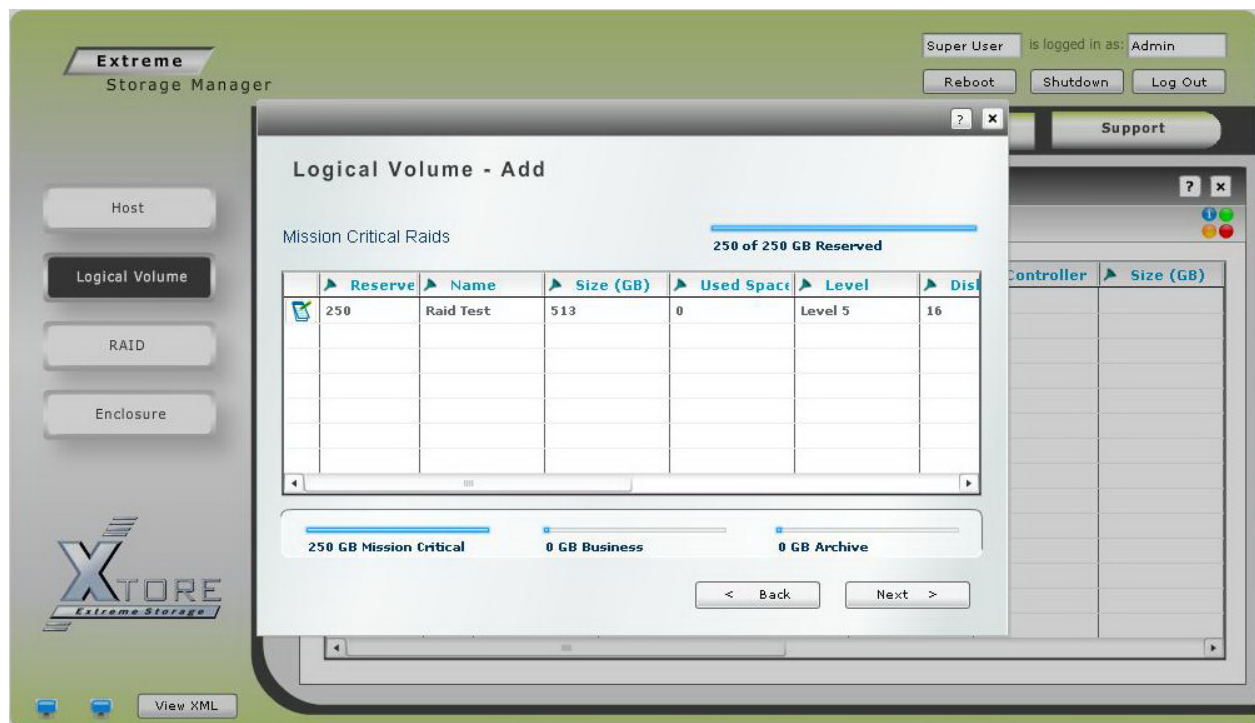 Extreme
Storage Manager
Super User is logged in as: Admin
Reboot Shutdown Log Out
Support
? ×
Logical Volume - Add
? ×
Host
Logical Volume
RAID
Enclosure
Mission Critical Raids
250 of 250 GB Reserved
Reserve Name Size (GB) Used Space Level Disk
250 Raid Test 513 0 Level 5 16
Controller Size (GB)
250 GB Mission Critical 0 GB Business 0 GB Archive
< Back Next >
XTORE
Extreme Storage
View XML